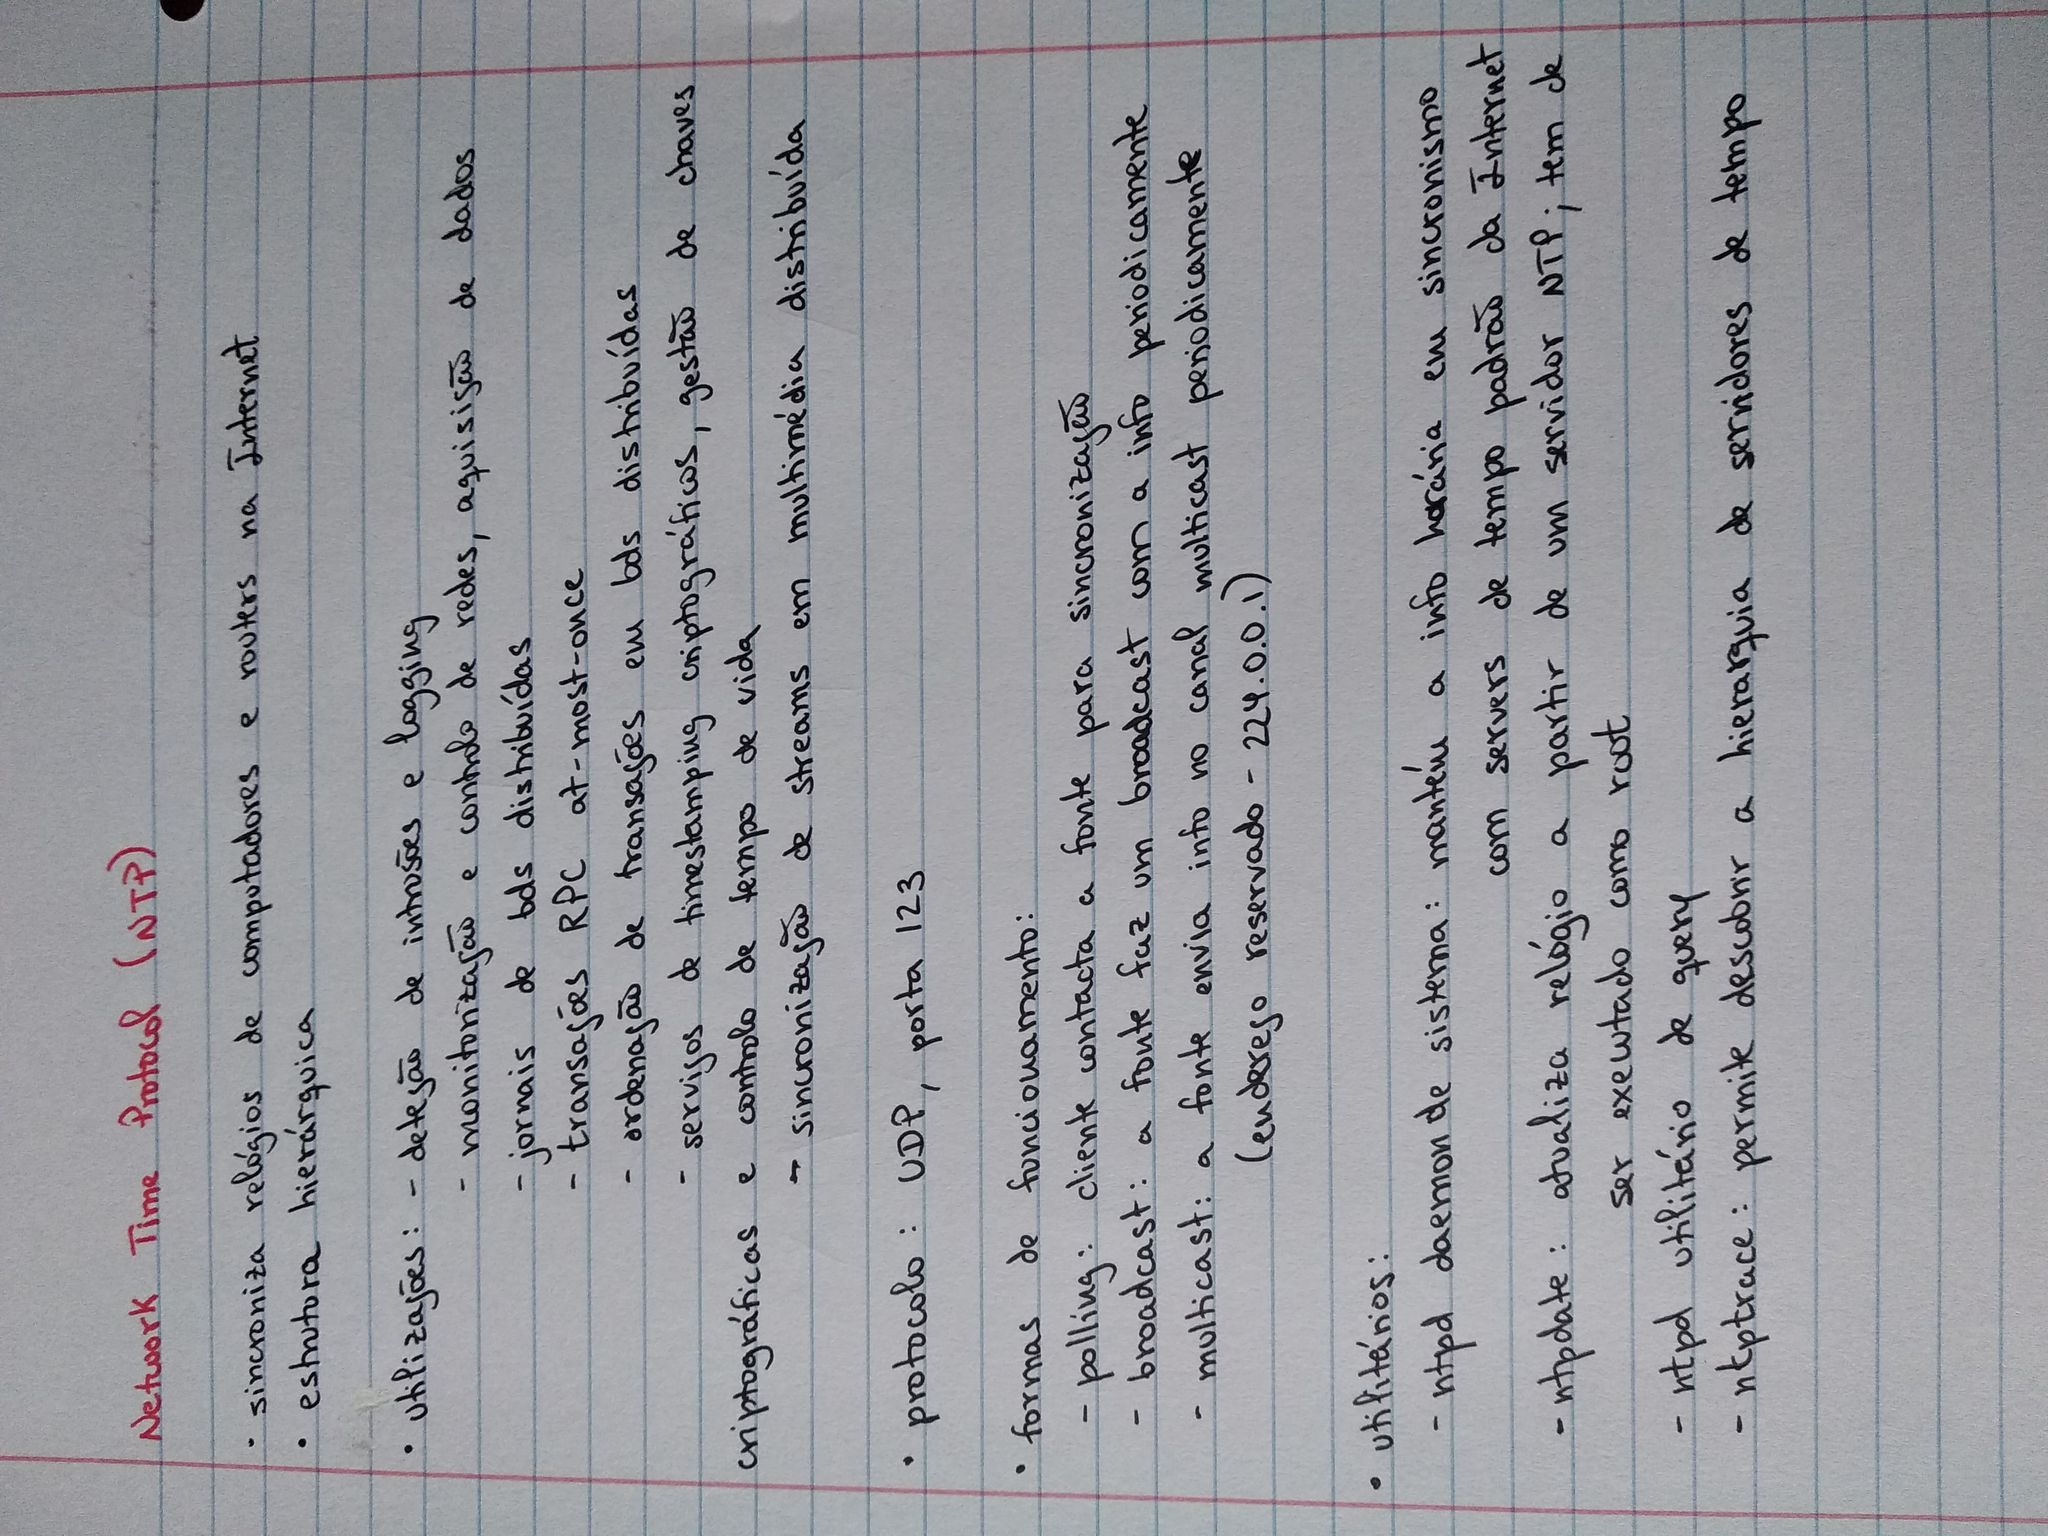 Network Time Protocol (NTP)
• sincroniza relógios de computadores e routers na Internet
• estrutura hierárquica
• utilizações: - deteção de intrusões e logging
- monitorização e controlo de redes, aquisição de dados
- jornais de bds distribuídas
- transações RPC at-most-once
- ordenação de transações em bds distribuídas
- serviços de timestamping criptográficos, gestão de chaves
criptográficas e controlo de tempo de vida
- sincronização de streams em multimédia distribuída
• protocolo: UDP, porta 123
• formas de funcionamento:
- polling: cliente contacta a fonte para sincronização
- broadcast: a fonte faz um broadcast com a info periodicamente
- multicast: a fonte envia info no canal multicast periodicamente
(endereço reservado - 224.0.0.1)
• utilitários:
- ntpd daemon de sistema: mantém a info horária em sincronismo
com servers de tempo padrão da Internet
- ntpdate: atualiza relógio a partir de um servidor NTP; tem de
ser executado como root
- ntpd utilitário de query
- ntptrace: permite descobrir a hierarquia de servidores de tempo